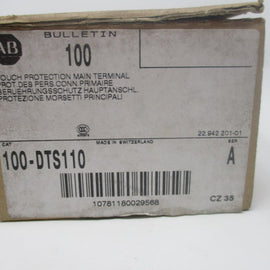 AB
BULLETIN
100
TOUCH PROTECTION MAIN TERMINAL
PROT.DES PERS.CONN.PRIMAIRE
BERUEHRUNGSSCHUTZ HAUPTANSCHL.
PROTEZIONE MORSETTI PRINCIPALI
22.942.201-01
CAT MADE IN SWITZERLAND SER
100-DTS110 A
10781180029568 CZ 35